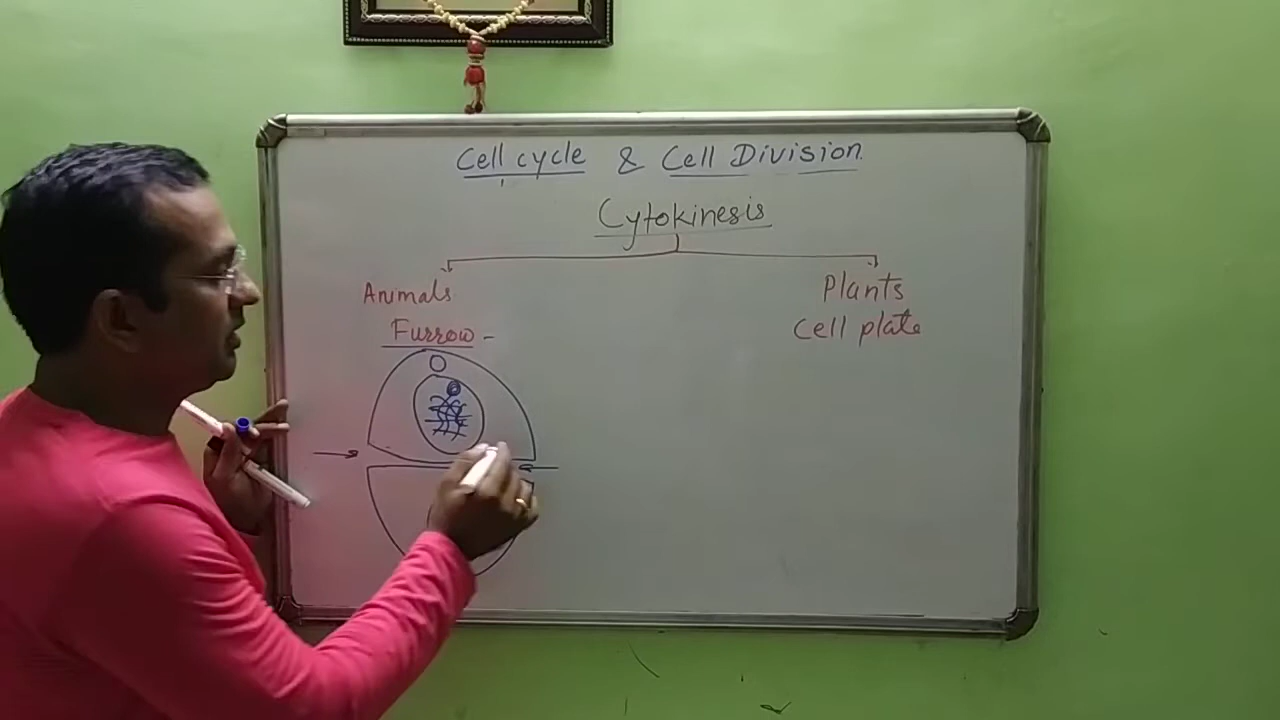 Cell cycle & Cell Division
Cytokinesis
Animals
Furrow -
Plants
Cell plate